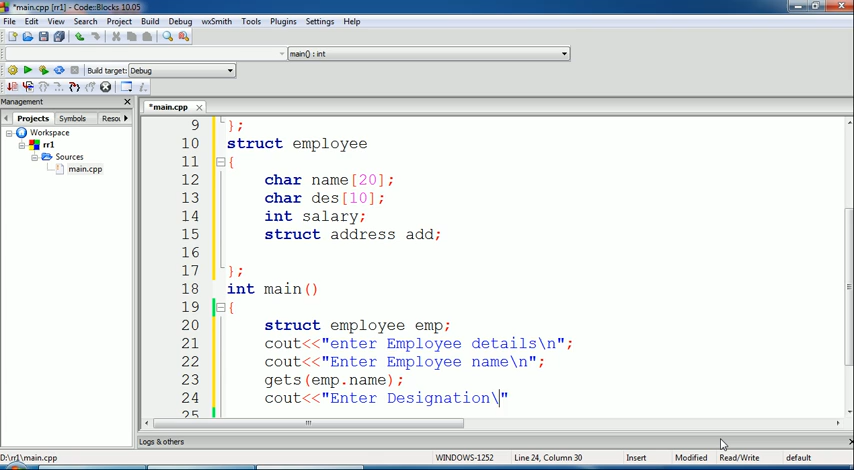 *main.cpp [rr1] - Code::Blocks 10.05
File Edit View Search Project Build Debug wxSmith Tools Plugins Settings Help
main() : int
Build target: Debug
Management
*main.cpp
Projects Symbols Resou
Workspace
rr1
Sources
main.cpp
9 };
10 struct employee
11 {
12 char name[20];
13 char des[10];
14 int salary;
15 struct address add;
16
17 };
18 int main()
19 {
20 struct employee emp;
21 cout<<"enter Employee details\n";
22 cout<<"Enter Employee name\n";
23 gets(emp.name);
24 cout<<"Enter Designation\"
25
Logs & others
D:\rr1\main.cpp WINDOWS-1252 Line 24, Column 30 Insert Modified Read/Write default